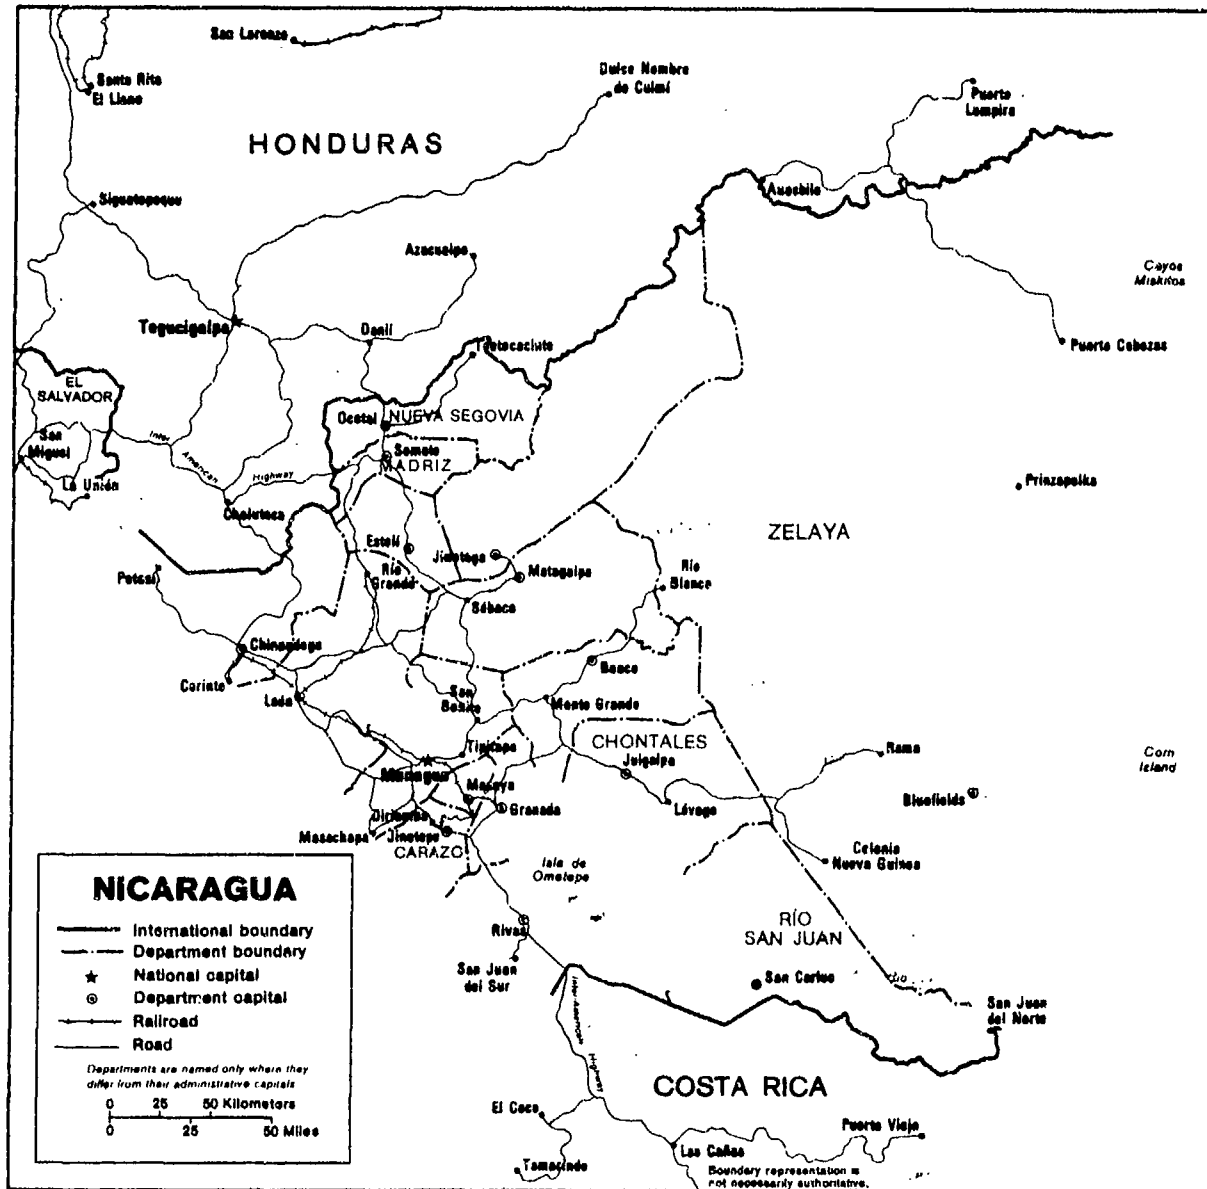 San Lorenzo
Santa Rita
El Llano
Dulce Nombre
de Culmí
Puerto
Lempira
HONDURAS
Siguatepeque
Auasbila
Azacualpa
Cayos
Miskitos
Tegucigalpa
Danlí
Puerto Cabezas
Teotecacinte
EL
SALVADOR
Ocotal
NUEVA SEGOVIA
San
Miguel
Inter
American
Highway
Somoto
MADRIZ
La Unión
Choluteca
Prinzapolka
ZELAYA
Estelí
Jinotega
Río
Grande
Matagalpa
Río
Blanco
Potosí
Sébaco
Chinandega
Boaco
Corinto
León
San
Benito
Monte Grande
CHONTALES
Tipitapa
Juigalpa
Rama
Corn
Island
Managua
Masaya
Granada
Lóvago
Bluefields
Diriamba
Masachapa
Jinotepe
CARAZO
Colonia
Nueva Guinea
Isla de
Ometepe
NICARAGUA
International boundary
Department boundary
National capital
Department capital
Railroad
Road
Departments are named only where they
differ from their administrative capitals
0 25 50 Kilometers
0 25 50 Miles
Rivas
RÍO
SAN JUAN
San Juan
del Sur
San Carlos
Río
San Juan
del Norte
Inter-American
Highway
COSTA RICA
El Coco
Puerto Viejo
Las Cañas
Tamarindo
Boundary representation is
not necessarily authoritative.